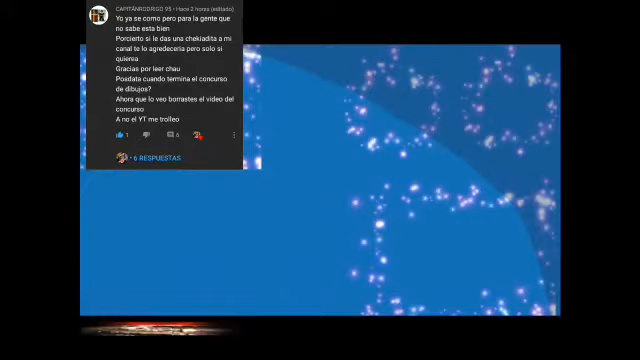 CAPITÁNRODRIGO 95 • Hace 2 horas (editado)
Yo ya se como pero para la gente que
no sabe esta bien
Porcierto si le das una chekiadita a mi
canal te lo agredeceria pero solo si
quierea
Gracias por leer chau
Posdata cuando termina el concurso
de dibujos?
Ahora que lo veo borrastes el video del
concurso
A no el YT me trolleo
1
6
6 RESPUESTAS